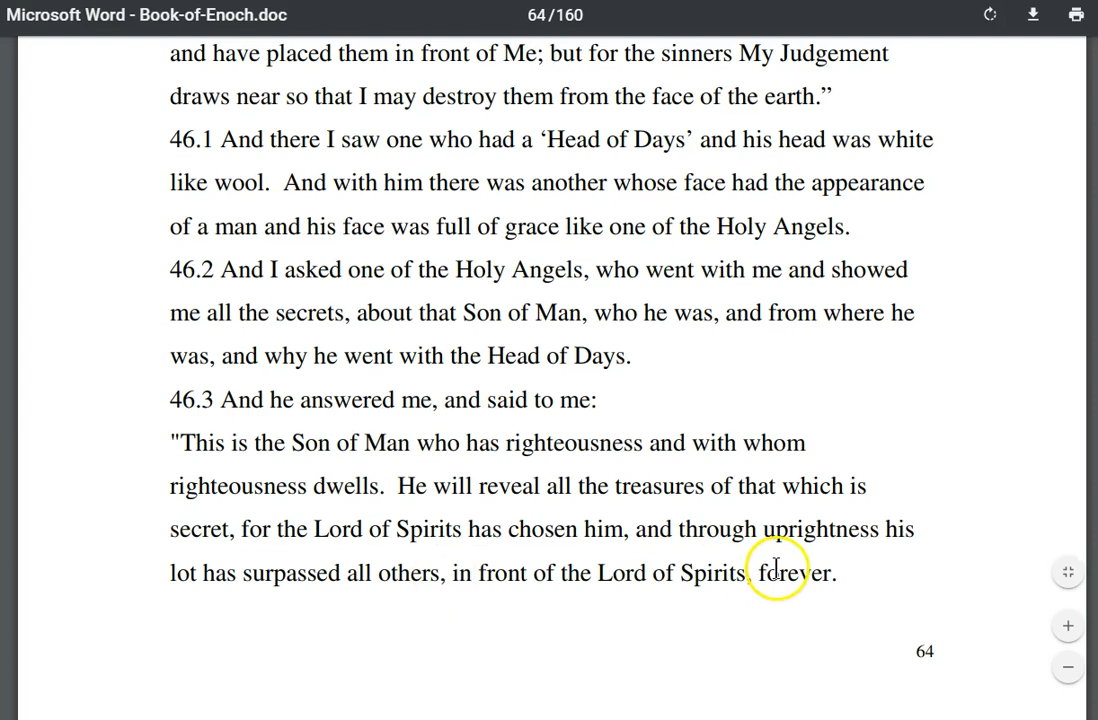 Microsoft Word - Book-of-Enoch.doc
64/160
and have placed them in front of Me; but for the sinners My Judgement
draws near so that I may destroy them from the face of the earth.”
46.1 And there I saw one who had a ‘Head of Days’ and his head was white
like wool.  And with him there was another whose face had the appearance
of a man and his face was full of grace like one of the Holy Angels.
46.2 And I asked one of the Holy Angels, who went with me and showed
me all the secrets, about that Son of Man, who he was, and from where he
was, and why he went with the Head of Days.
46.3 And he answered me, and said to me:
"This is the Son of Man who has righteousness and with whom
righteousness dwells.  He will reveal all the treasures of that which is
secret, for the Lord of Spirits has chosen him, and through uprightness his
lot has surpassed all others, in front of the Lord of Spirits, forever.
64